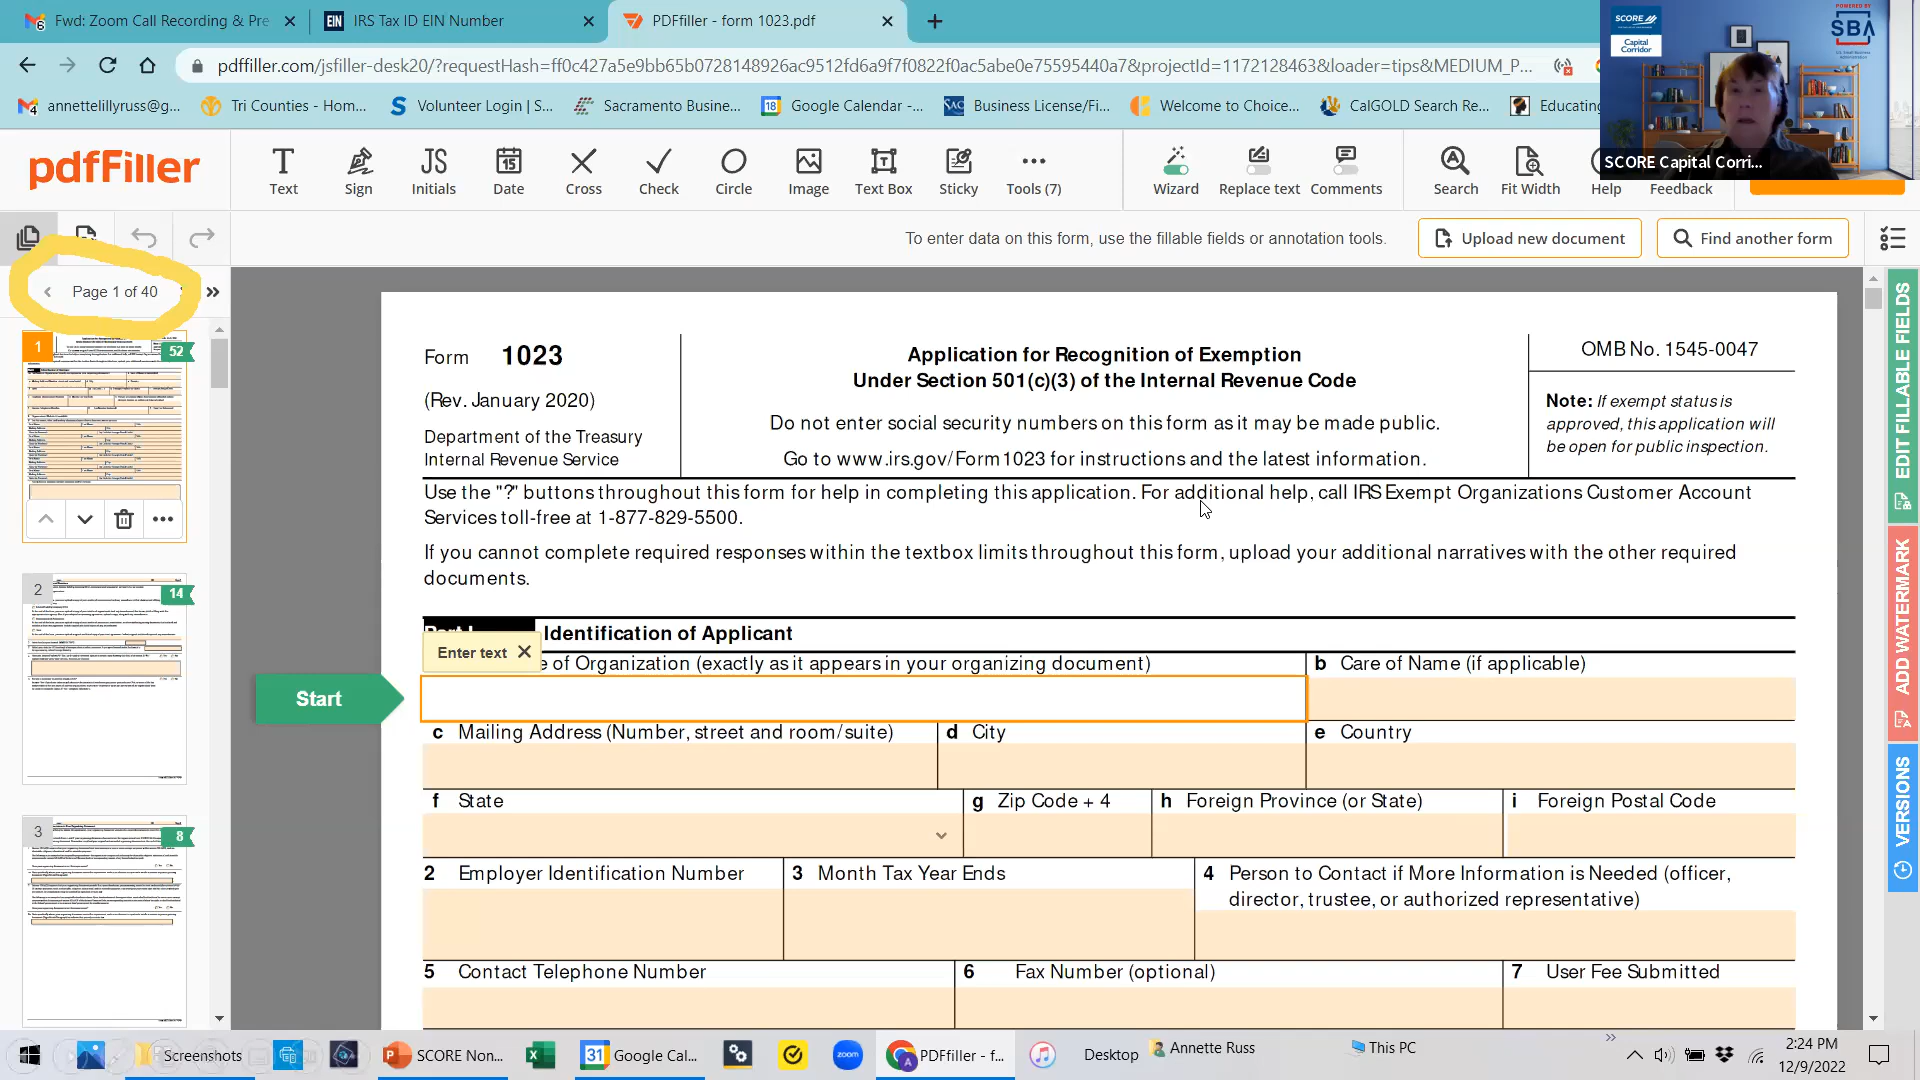 Fwd: Zoom Call Recording & Pre
EIN IRS Tax ID EIN Number
PDFfiller - form 1023.pdf
pdffiller.com/jsfiller-desk20/?requestHash=ff0c427a5e9bb65b0728148926ac9512fd6a9f7f0822f0ac5abe0e75595440a7&projectId=1172128463&loader=tips&MEDIUM_P...
annettelillyruss@g... Tri Counties - Hom... Volunteer Login | S... Sacramento Busine... Google Calendar -... Business License/Fi... Welcome to Choice... CalGOLD Search Re... Educating
SCORE
Capital
Corridor
POWERED BY
SBA
SCORE Capital Corri...
pdfFiller
Text Sign Initials Date Cross Check Circle Image Text Box Sticky Tools (7) Wizard Replace text Comments Search Fit Width Help Feedback
To enter data on this form, use the fillable fields or annotation tools. Upload new document Find another form
Page 1 of 40
1 52
2 14
3 8
EDIT FILLABLE FIELDS
ADD WATERMARK
VERSIONS
Form 1023
(Rev. January 2020)
Department of the Treasury
Internal Revenue Service
Application for Recognition of Exemption
Under Section 501(c)(3) of the Internal Revenue Code
Do not enter social security numbers on this form as it may be made public.
Go to www.irs.gov/Form1023 for instructions and the latest information.
OMB No. 1545-0047
Note: If exempt status is
approved, this application will
be open for public inspection.
Use the "?" buttons throughout this form for help in completing this application. For additional help, call IRS Exempt Organizations Customer Account
Services toll-free at 1-877-829-5500.
If you cannot complete required responses within the textbox limits throughout this form, upload your additional narratives with the other required
documents.
Part I Identification of Applicant
Enter text
e of Organization (exactly as it appears in your organizing document) b Care of Name (if applicable)
Start
c Mailing Address (Number, street and room/suite) d City e Country
f State g Zip Code + 4 h Foreign Province (or State) i Foreign Postal Code
2 Employer Identification Number 3 Month Tax Year Ends 4 Person to Contact if More Information is Needed (officer,
director, trustee, or authorized representative)
5 Contact Telephone Number 6 Fax Number (optional) 7 User Fee Submitted
Screenshots SCORE Non... Google Cal... zoom PDFfiller - f... Desktop Annette Russ This PC
2:24 PM
12/9/2022